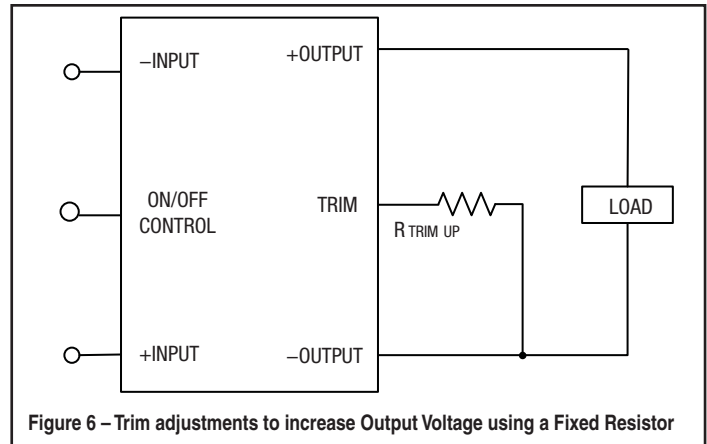 −INPUT
+OUTPUT
ON/OFF
CONTROL
TRIM
R TRIM UP
LOAD
+INPUT
−OUTPUT
Figure 6 – Trim adjustments to increase Output Voltage using a Fixed Resistor